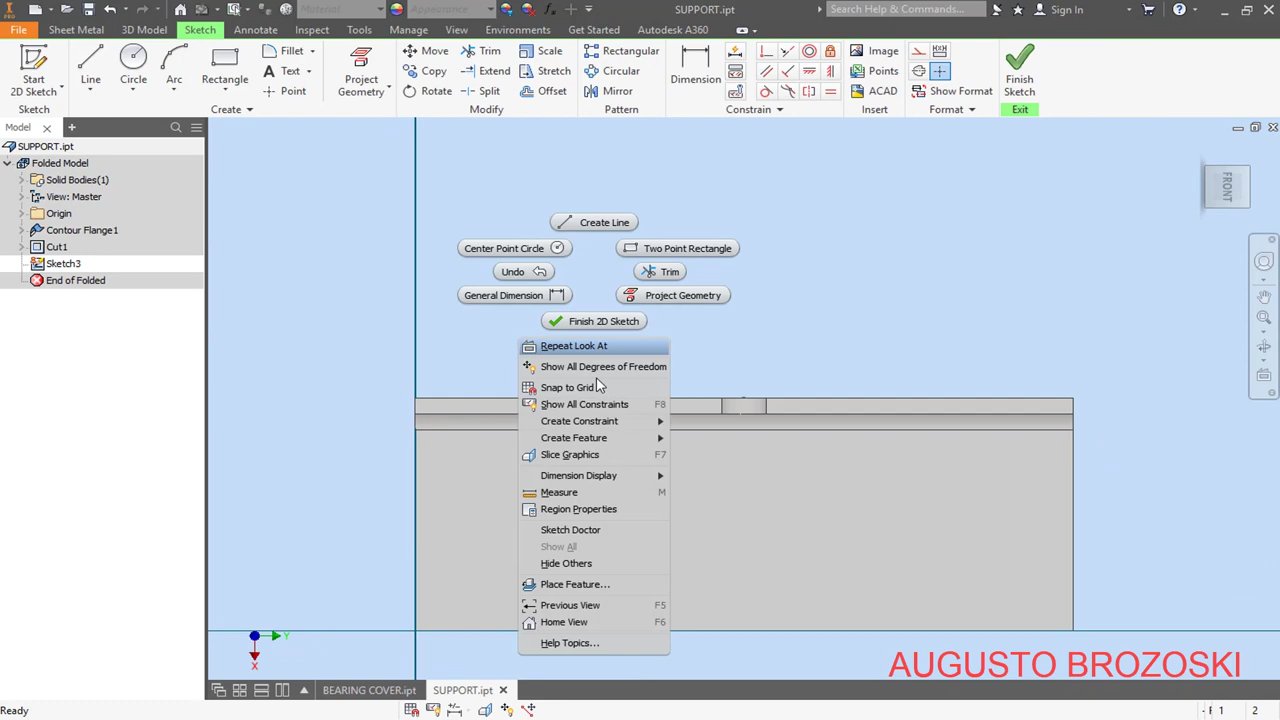 Material
Appearance
SUPPORT.ipt
Search Help & Commands...
Sign In
File
Sheet Metal
3D Model
Sketch
Annotate
Inspect
Tools
Manage
View
Environments
Get Started
Autodesk A360
Start
2D Sketch
Line
Circle
Arc
Rectangle
Fillet
Text
Point
Project
Geometry
Move
Copy
Rotate
Trim
Extend
Split
Scale
Stretch
Offset
Rectangular
Circular
Mirror
Dimension
Image
Points
ACAD
Show Format
Finish
Sketch
Sketch
Create
Modify
Pattern
Constrain
Insert
Format
Exit
Model
SUPPORT.ipt
Folded Model
Solid Bodies(1)
View: Master
Origin
Contour Flange1
Cut1
Sketch3
End of Folded
FRONT
Create Line
Center Point Circle
Two Point Rectangle
Undo
Trim
General Dimension
Project Geometry
Finish 2D Sketch
Repeat Look At
Show All Degrees of Freedom
Snap to Grid
Show All Constraints F8
Create Constraint
Create Feature
Slice Graphics F7
Dimension Display
Measure M
Region Properties
Sketch Doctor
Show All
Hide Others
Place Feature...
Previous View F5
Home View F6
Help Topics...
Y
X
AUGUSTO BROZOSKI
BEARING COVER.ipt
SUPPORT.ipt
Ready
1 2